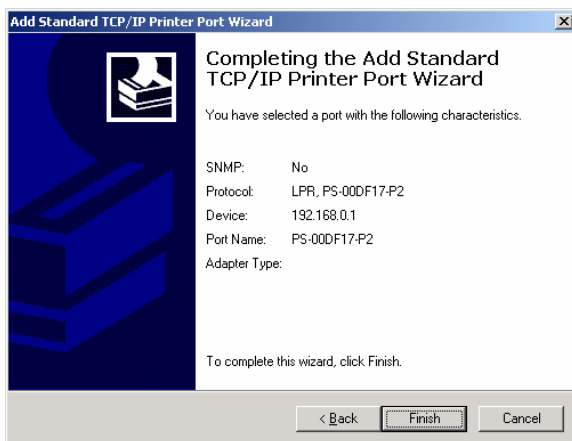 Add Standard TCP/IP Printer Port Wizard
Completing the Add Standard
TCP/IP Printer Port Wizard
You have selected a port with the following characteristics.
SNMP: No
Protocol: LPR, PS-00DF17-P2
Device: 192.168.0.1
Port Name: PS-00DF17-P2
Adapter Type:
To complete this wizard, click Finish.
< Back Finish Cancel